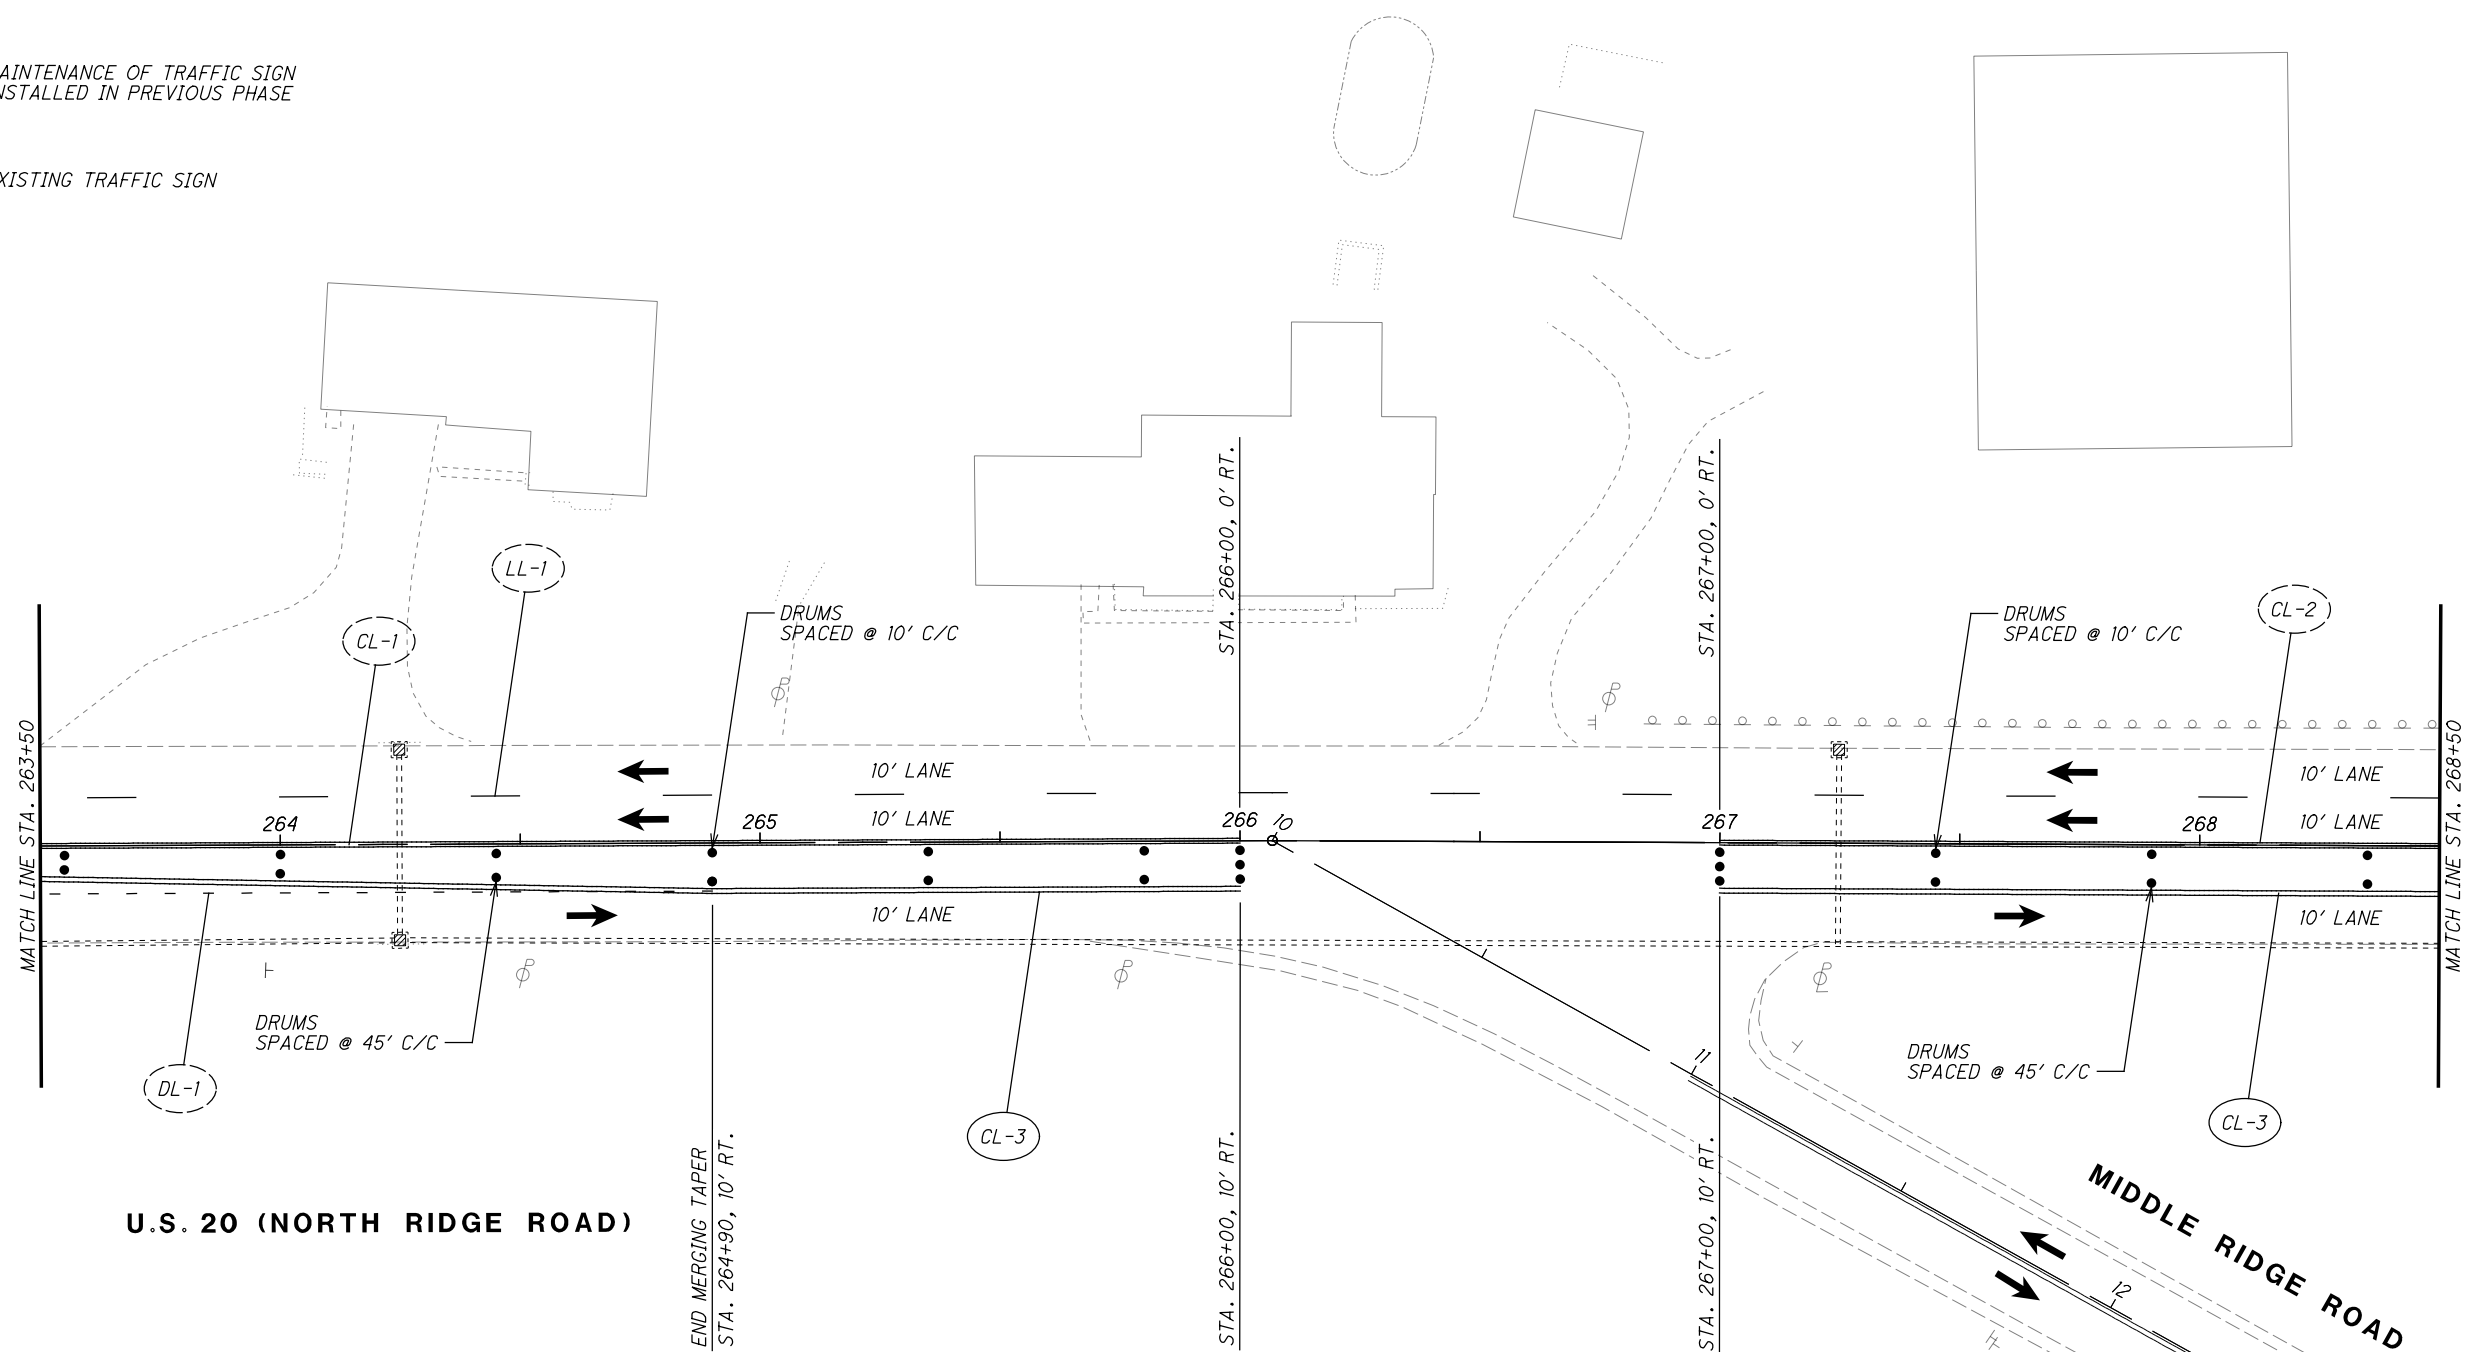 AINTENANCE OF TRAFFIC SIGN
NSTALLED IN PREVIOUS PHASE
XISTING TRAFFIC SIGN
LL-1
CL-1
DRUMS
SPACED @ 10' C/C
STA. 266+00, 0' RT.
STA. 267+00, 0' RT.
DRUMS
SPACED @ 10' C/C
CL-2
MATCH LINE STA. 263+50
MATCH LINE STA. 268+50
10' LANE
10' LANE
10' LANE
10' LANE
264
265
266
10
267
268
10' LANE
10' LANE
DRUMS
SPACED @ 45' C/C
DL-1
CL-3
11
DRUMS
SPACED @ 45' C/C
CL-3
END MERGING TAPER
STA. 264+90, 10' RT.
STA. 266+00, 10' RT.
STA. 267+00, 10' RT.
U.S. 20 (NORTH RIDGE ROAD)
MIDDLE RIDGE ROAD
12